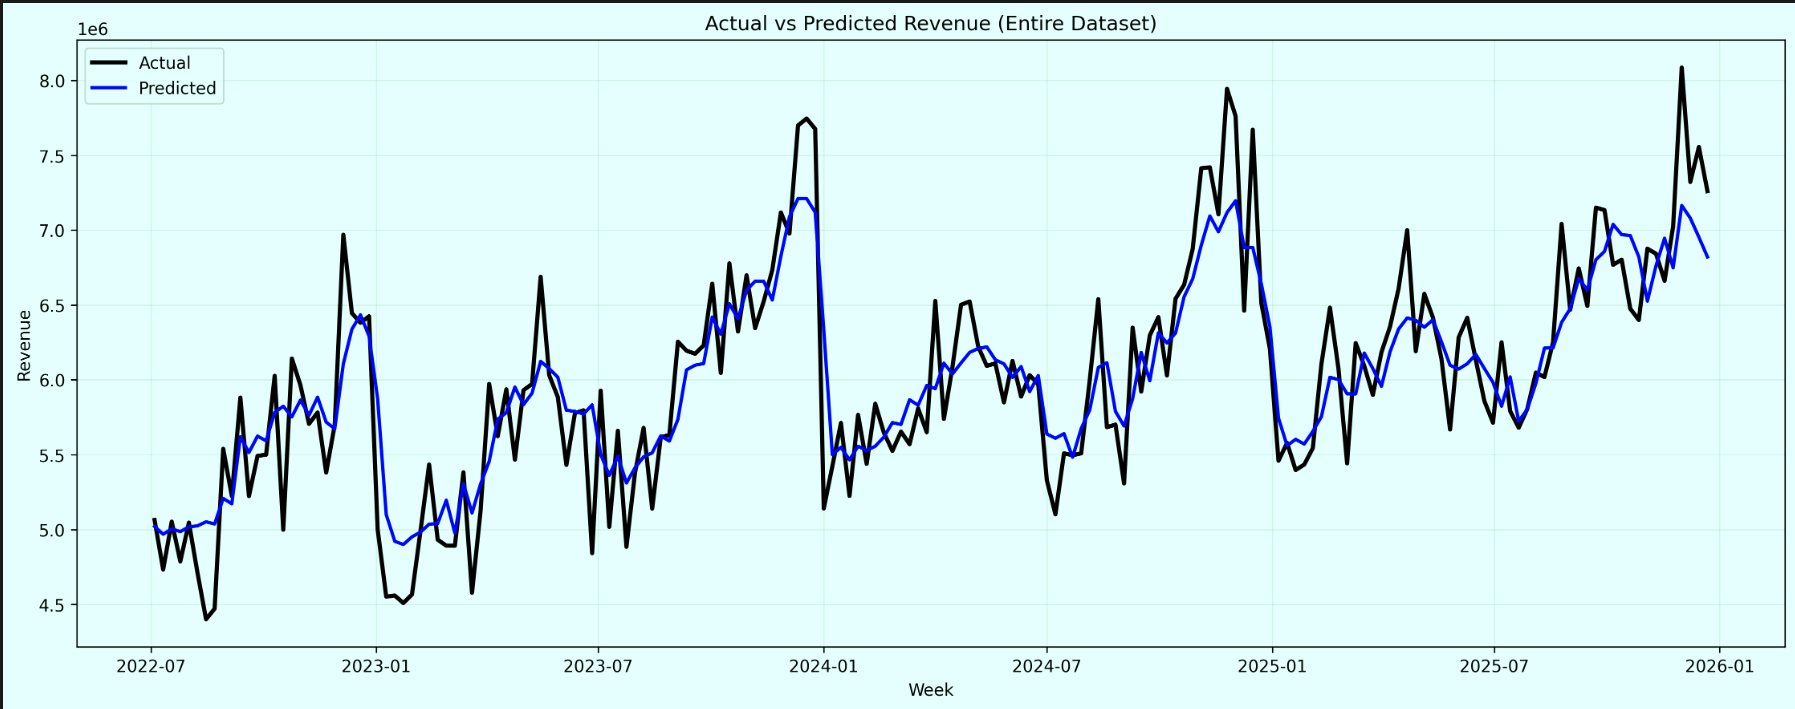 Actual vs Predicted Revenue (Entire Dataset)
1e6
Actual
Predicted
8.0
7.5
7.0
6.5
6.0
5.5
5.0
4.5
Revenue
2022-07 2023-01 2023-07 2024-01 2024-07 2025-01 2025-07 2026-01
Week